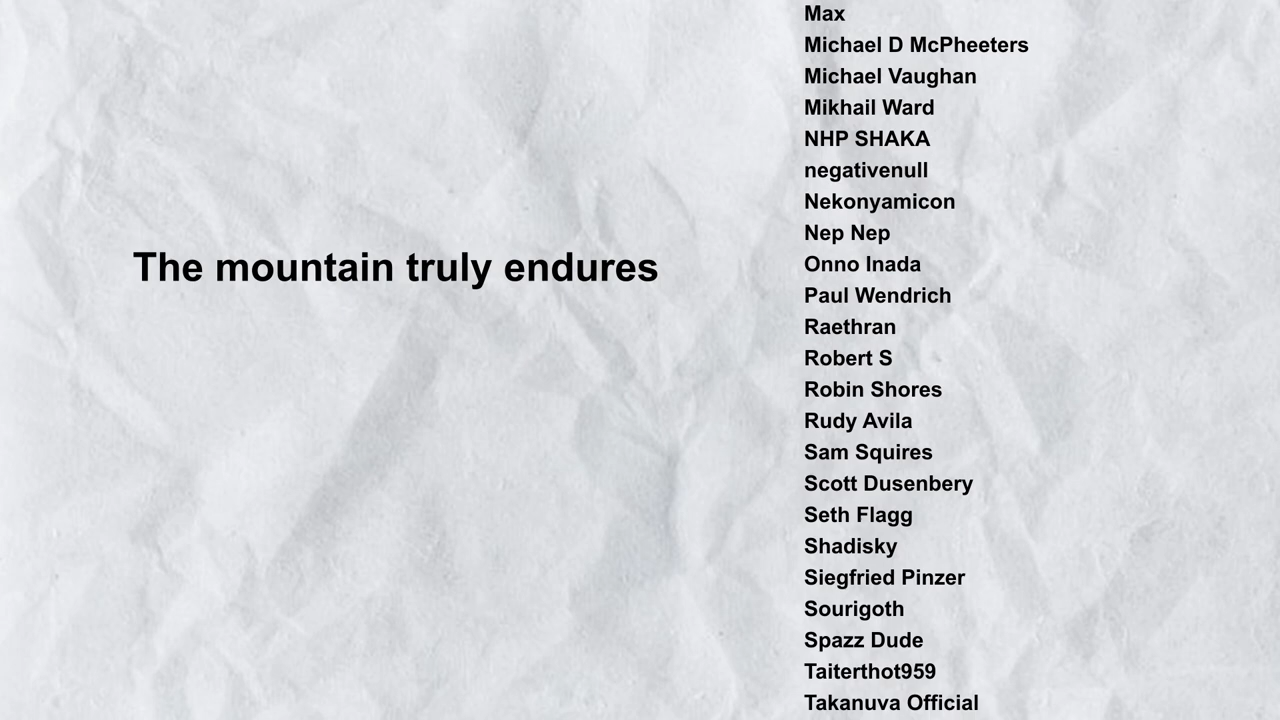 The mountain truly endures
Max
Michael D McPheeters
Michael Vaughan
Mikhail Ward
NHP SHAKA
negativenull
Nekonyamicon
Nep Nep
Onno Inada
Paul Wendrich
Raethran
Robert S
Robin Shores
Rudy Avila
Sam Squires
Scott Dusenbery
Seth Flagg
Shadisky
Siegfried Pinzer
Sourigoth
Spazz Dude
Taiterthot959
Takanuva Official